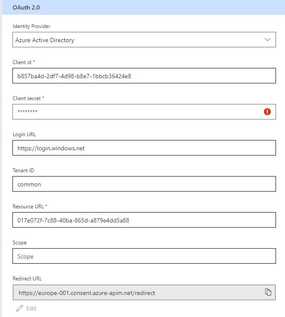 OAuth 2.0
Identity Provider
Azure Active Directory
Client id *
b857ba4d-2df7-4d98-b8e7-1bbcb36424e8
Client secret *
********
Login URL
https://login.windows.net
Tenant ID
common
Resource URL *
017e072f-7c88-40ba-865d-a879e4dd5a88
Scope
Scope
Redirect URL
https://europe-001.consent.azure-apim.net/redirect
Edit